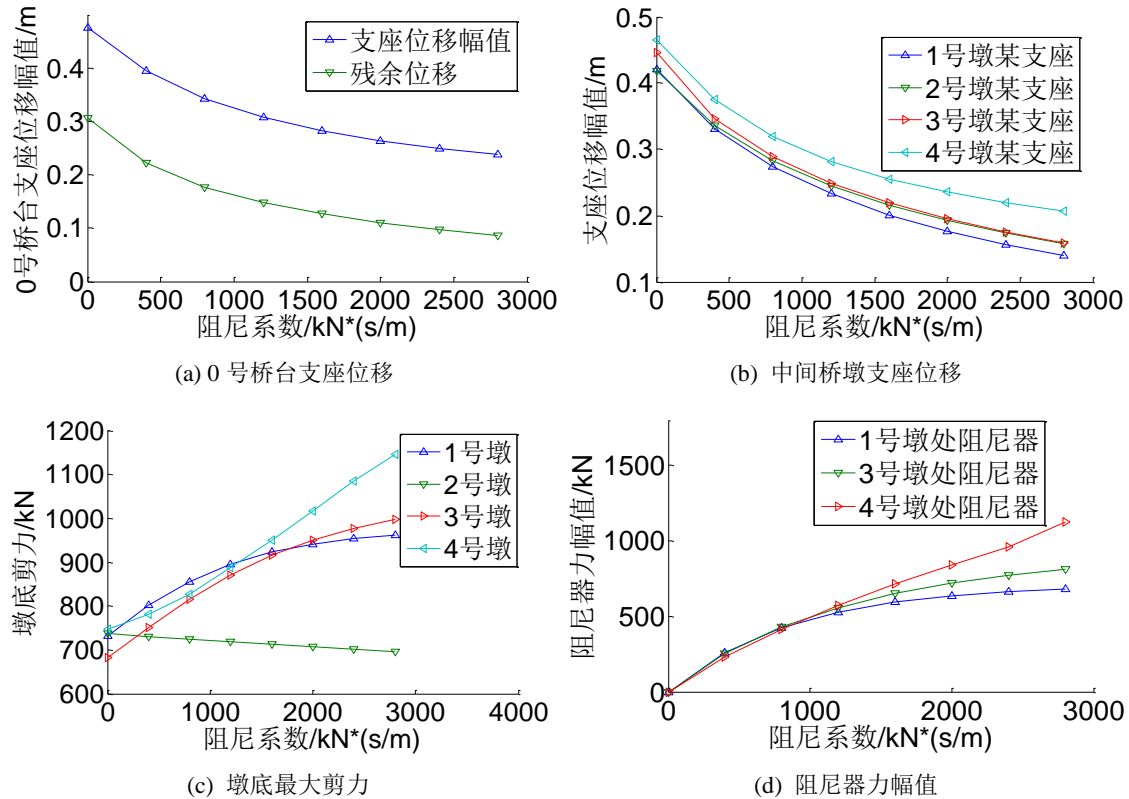 0号桥台支座位移幅值/m
0.4
0.3
0.2
0.1
0
支座位移幅值
残余位移
0 500 1000 1500 2000 2500 3000
阻尼系数/kN*(s/m)
(a) 0 号桥台支座位移
支座位移幅值/m
0.5
0.4
0.3
0.2
0.1
1号墩某支座
2号墩某支座
3号墩某支座
4号墩某支座
0 500 1000 1500 2000 2500 3000
阻尼系数/kN*(s/m)
(b) 中间桥墩支座位移
墩底剪力/kN
1200
1100
1000
900
800
700
600
1号墩
2号墩
3号墩
4号墩
0 1000 2000 3000 4000
阻尼系数/kN*(s/m)
(c) 墩底最大剪力
阻尼器力幅值/kN
1500
1000
500
0
1号墩处阻尼器
3号墩处阻尼器
4号墩处阻尼器
0 1000 2000 3000
阻尼系数/kN*(s/m)
(d) 阻尼器力幅值